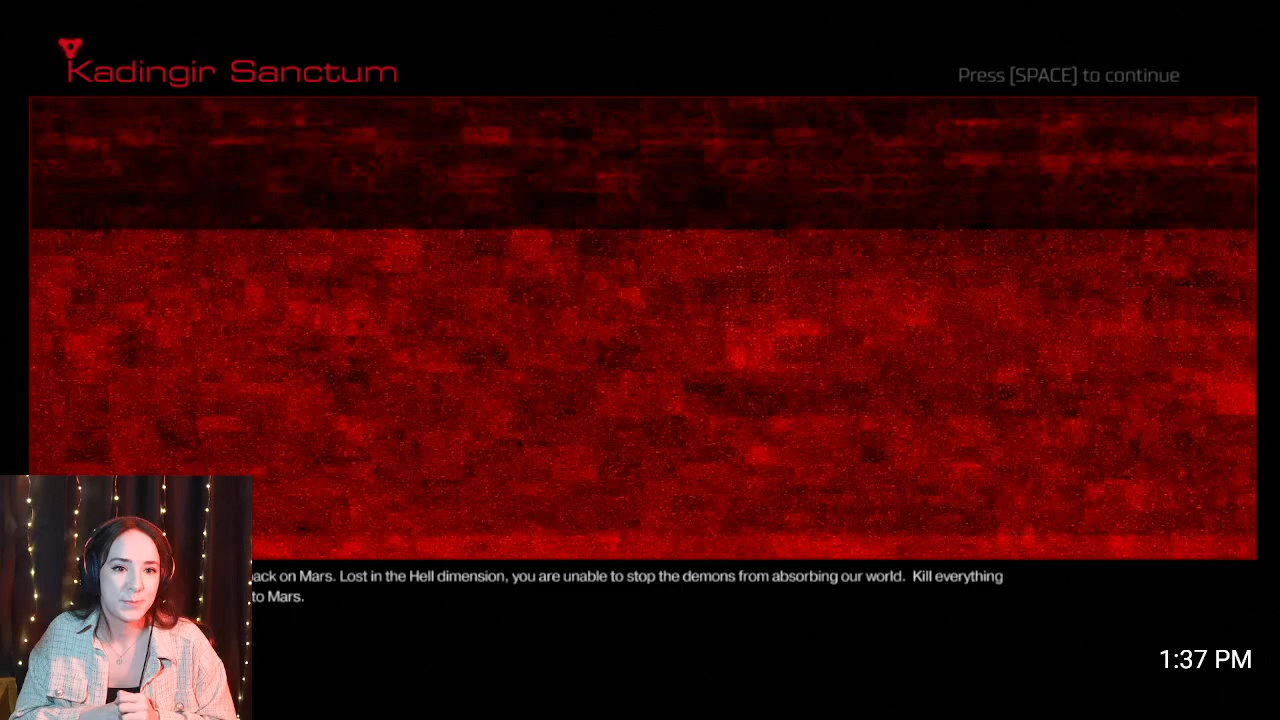 Kadingir Sanctum
Press [SPACE] to continue
on Mars. Lost in the Hell dimension, you are unable to stop the demons from absorbing our world. Kill everything
to Mars.
1:37 PM